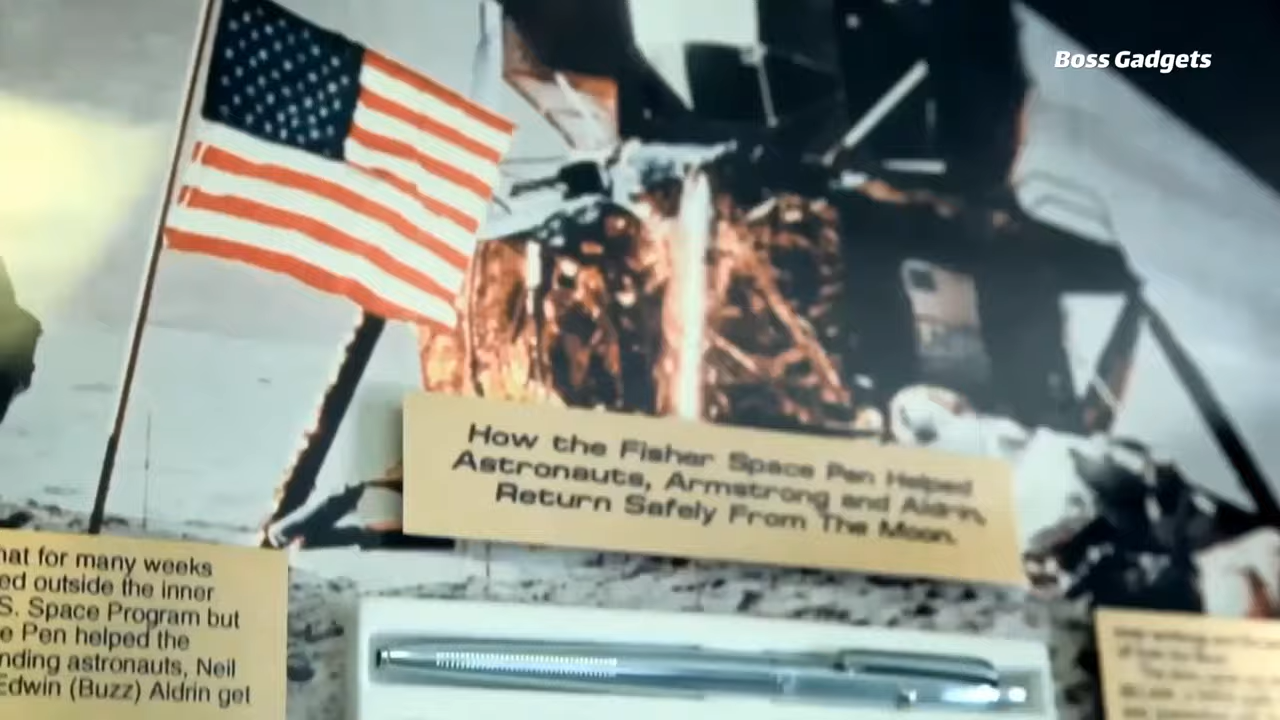 Boss Gadgets
How the Fisher Space Pen Helped
Astronauts, Armstrong and Aldrin,
Return Safely From The Moon.
hat for many weeks
ed outside the inner
S. Space Program but
e Pen helped the
nding astronauts, Neil
Edwin (Buzz) Aldrin get